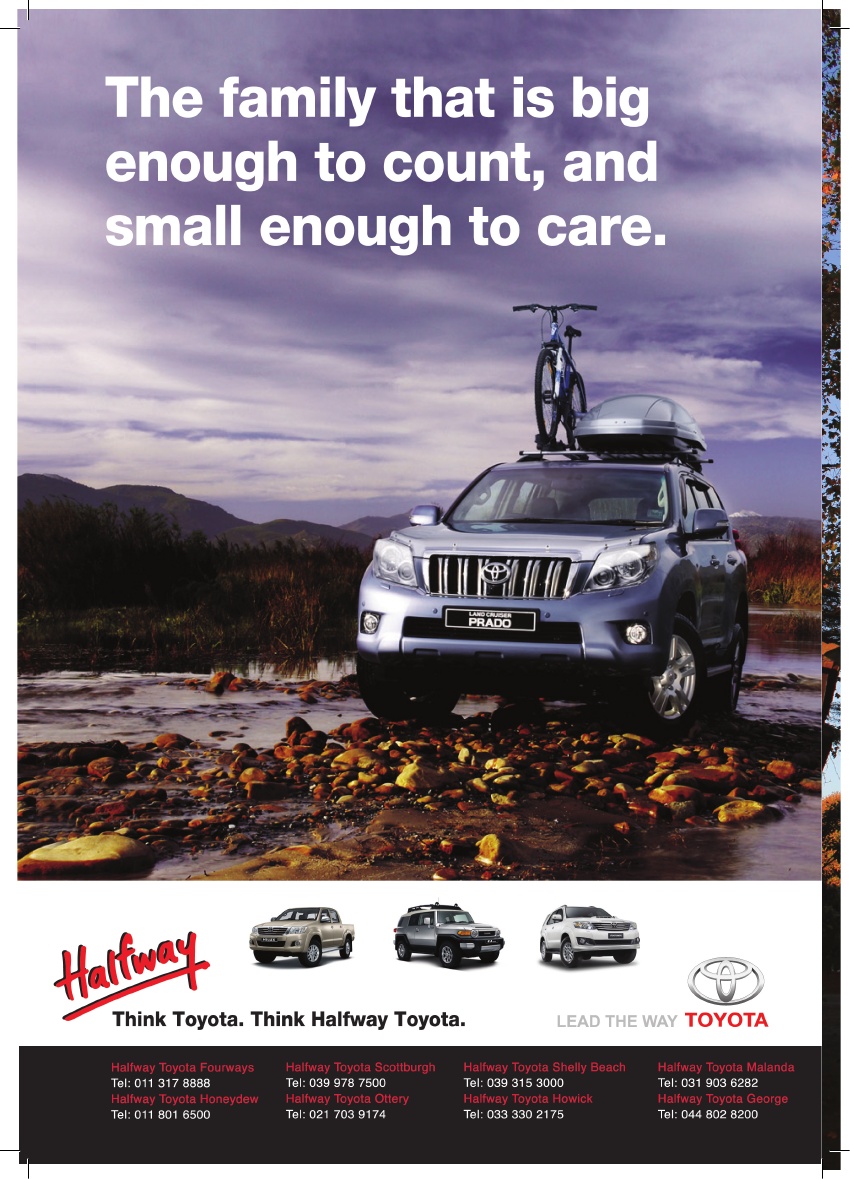 The family that is big
enough to count, and
small enough to care.
LAND CRUISER
PRADO
Halfway
Think Toyota. Think Halfway Toyota.
LEAD THE WAY TOYOTA
Halfway Toyota Fourways
Tel: 011 317 8888
Halfway Toyota Honeydew
Tel: 011 801 6500
Halfway Toyota Scottburgh
Tel: 039 978 7500
Halfway Toyota Ottery
Tel: 021 703 9174
Halfway Toyota Shelly Beach
Tel: 039 315 3000
Halfway Toyota Howick
Tel: 033 330 2175
Halfway Toyota Malanda
Tel: 031 903 6282
Halfway Toyota George
Tel: 044 802 8200